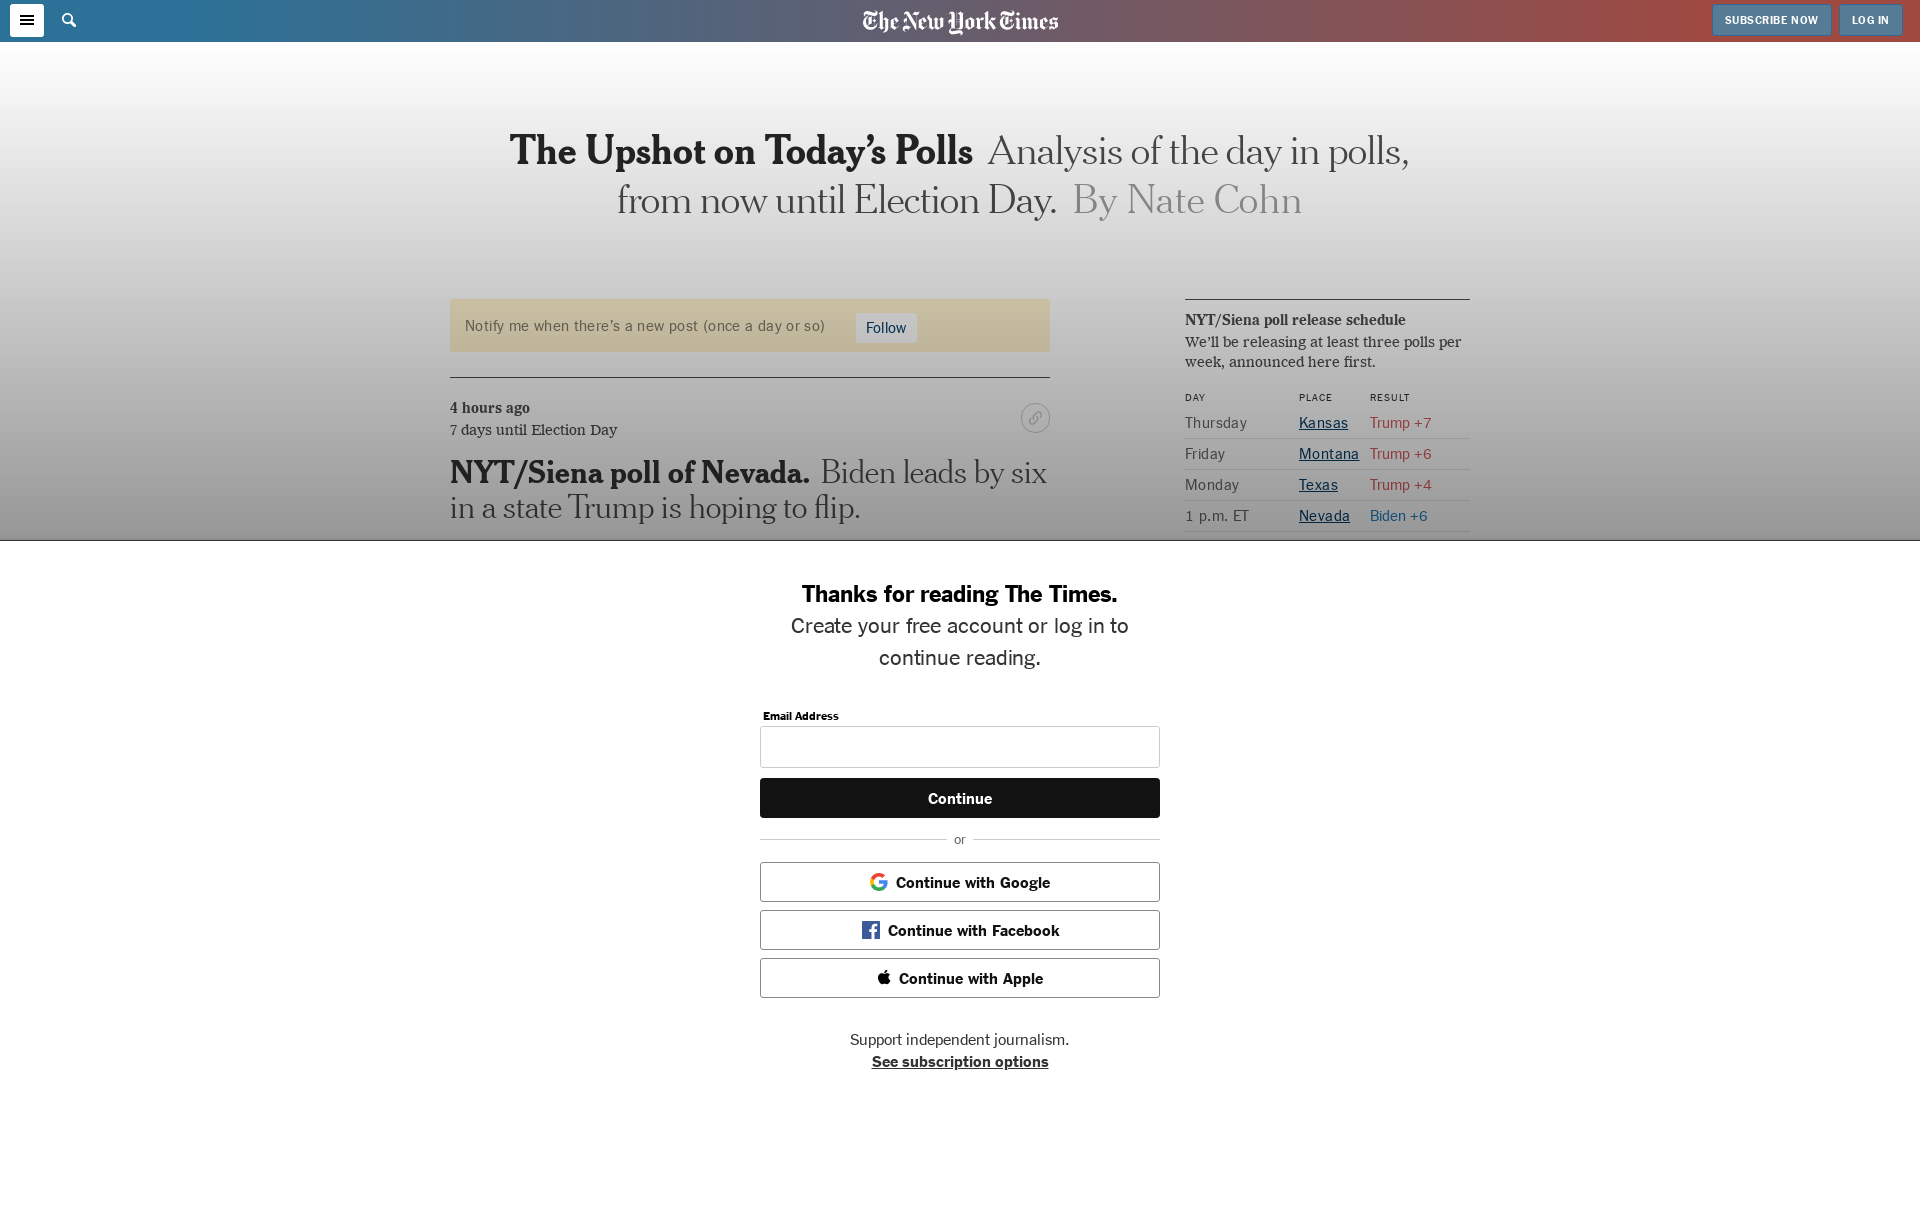 The New York Times
SUBSCRIBE NOW
LOG IN
The Upshot on Today’s Polls Analysis of the day in polls,
from now until Election Day. By Nate Cohn
Notify me when there’s a new post (once a day or so)
Follow
4 hours ago
7 days until Election Day
NYT/Siena poll of Nevada. Biden leads by six
in a state Trump is hoping to flip.
NYT/Siena poll release schedule
We’ll be releasing at least three polls per
week, announced here first.
DAY PLACE RESULT
Thursday Kansas Trump +7
Friday Montana Trump +6
Monday Texas Trump +4
1 p.m. ET Nevada Biden +6
Thanks for reading The Times.
Create your free account or log in to
continue reading.
Email Address
Continue
or
Continue with Google
Continue with Facebook
Continue with Apple
Support independent journalism.
See subscription options